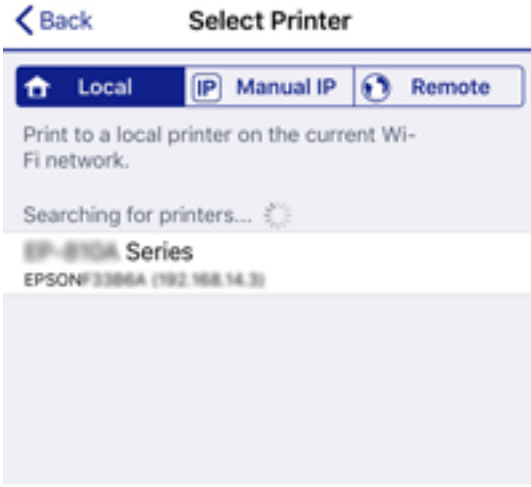 Back
Select Printer
Local
IP Manual IP
Remote
Print to a local printer on the current Wi-
Fi network.
Searching for printers...
Series
EPSON